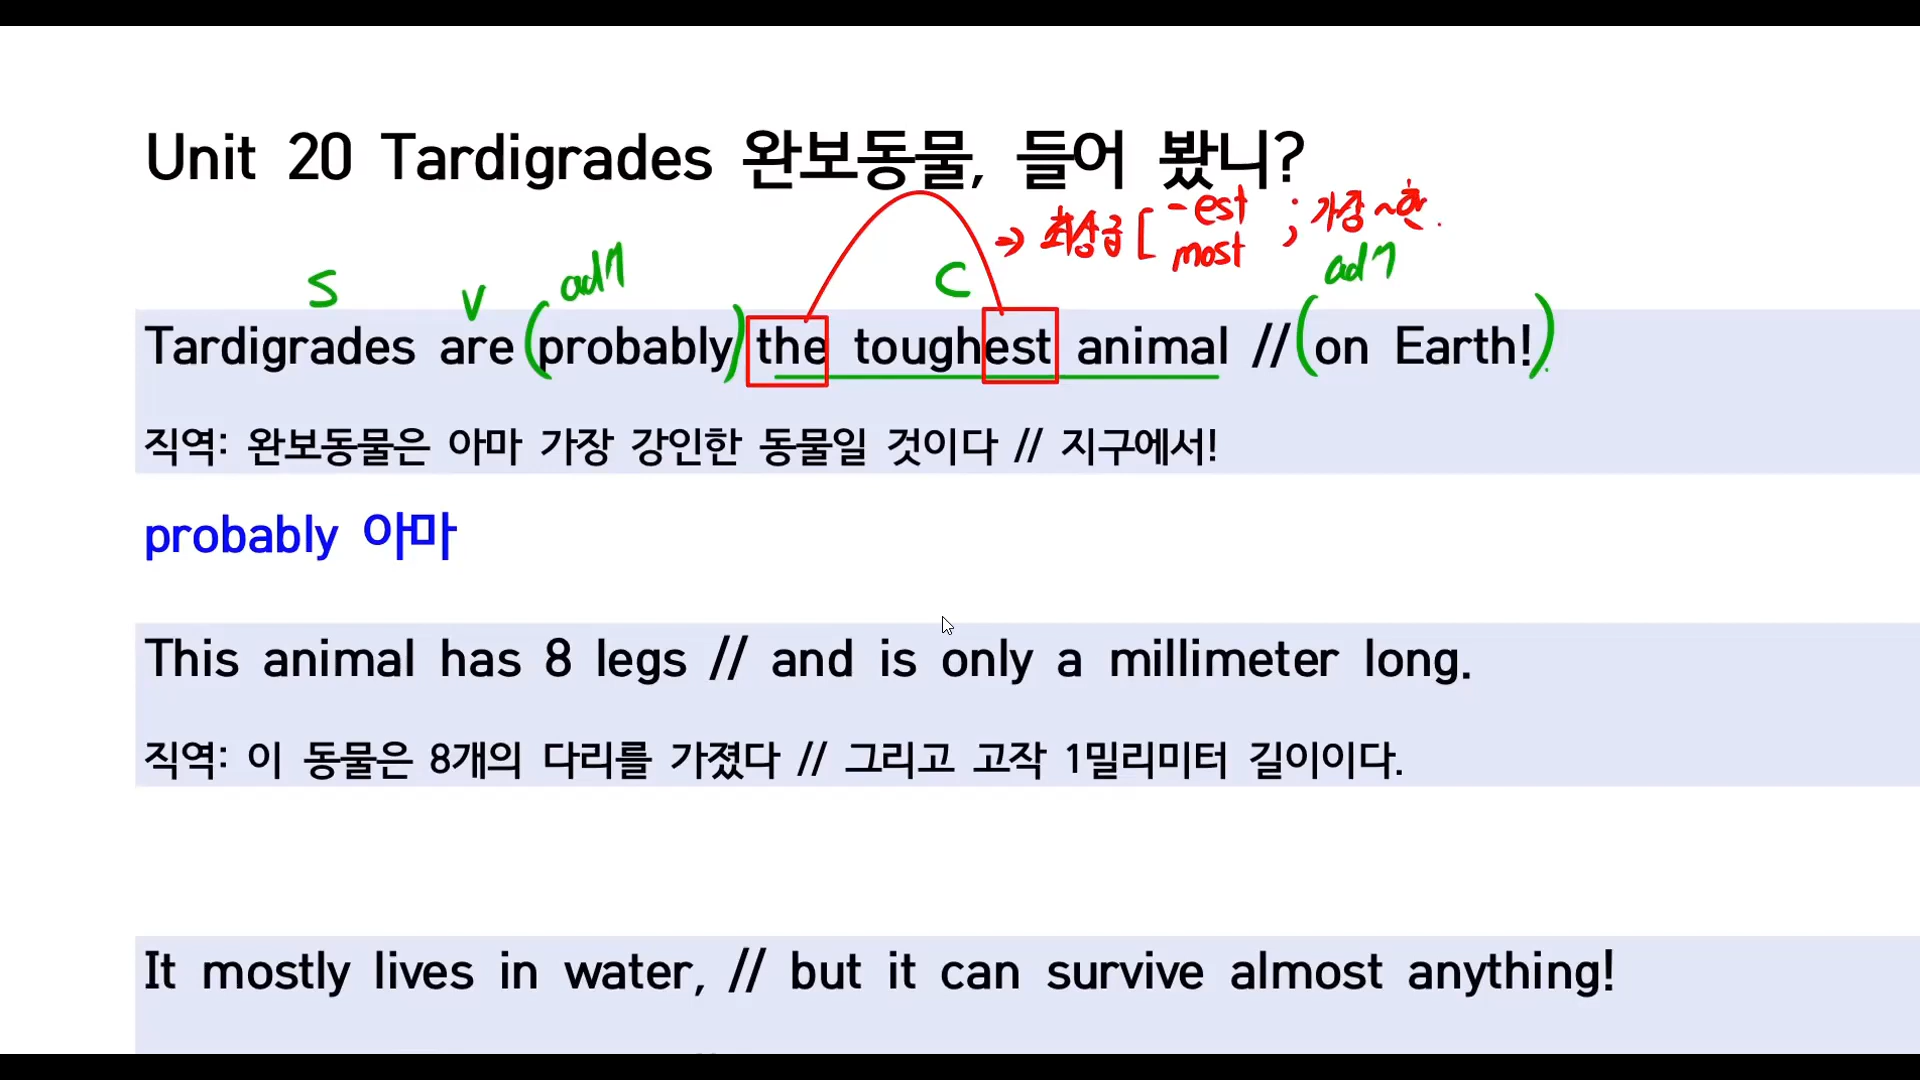 Unit 20 Tardigrades 완보동물, 들어 봤니?
→ 최상급 [ -est most ; 가장 ~한.
S V adv C adv
Tardigrades are (probably) the toughest animal // (on Earth!)
직역: 완보동물은 아마 가장 강인한 동물일 것이다 // 지구에서!
probably 아마
This animal has 8 legs // and is only a millimeter long.
직역: 이 동물은 8개의 다리를 가졌다 // 그리고 고작 1밀리미터 길이이다.
It mostly lives in water, // but it can survive almost anything!